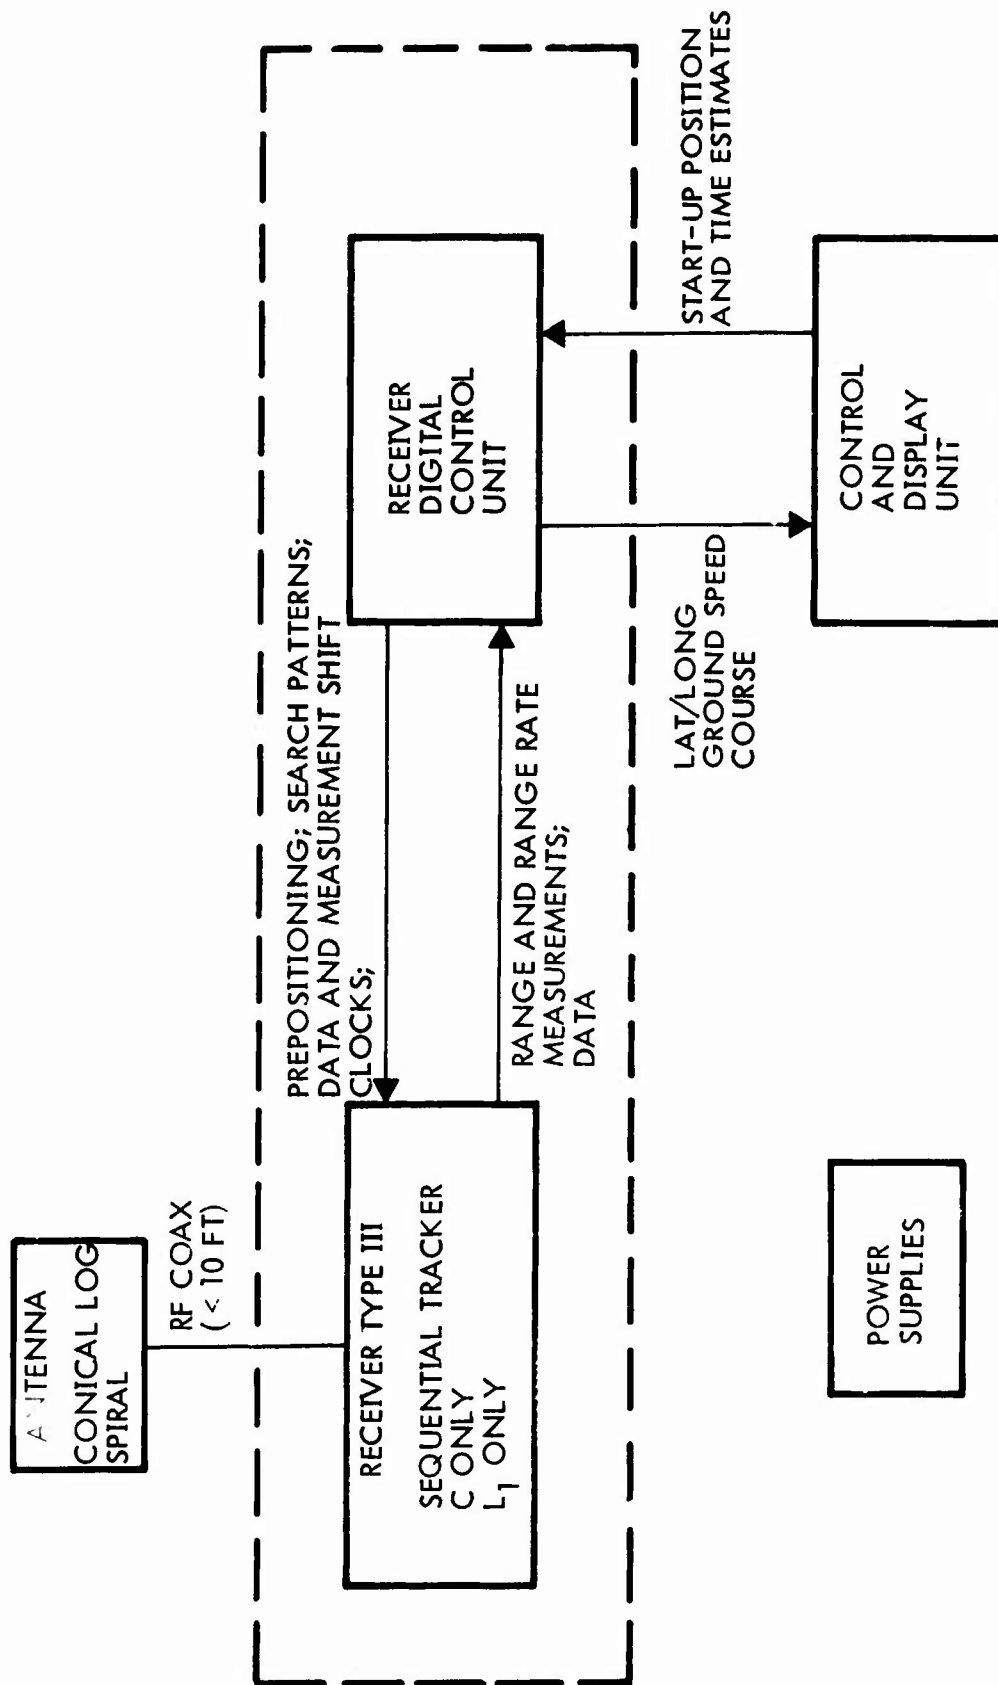 ANTENNA
CONICAL LOG
SPIRAL
RF COAX
( < 10 FT)
RECEIVER TYPE III
SEQUENTIAL TRACKER
C ONLY
L1 ONLY
PREPOSITIONING; SEARCH PATTERNS;
DATA AND MEASUREMENT SHIFT
CLOCKS;
RANGE AND RANGE RATE
MEASUREMENTS;
DATA
RECEIVER
DIGITAL
CONTROL
UNIT
LAT/LONG
GROUND SPEED
COURSE
START-UP POSITION
AND TIME ESTIMATES
POWER
SUPPLIES
CONTROL
AND
DISPLAY
UNIT